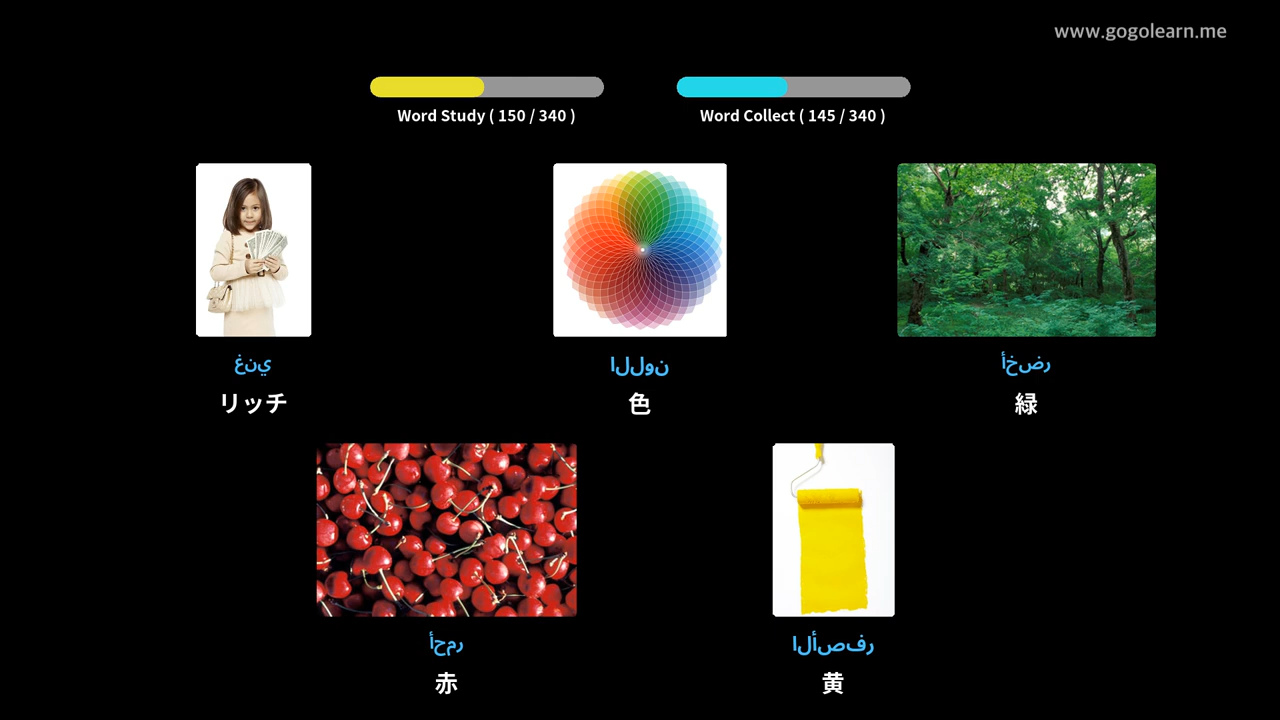 www.gogolearn.me
Word Study ( 150 / 340 )
Word Collect ( 145 / 340 )
غني
リッチ
اللون
色
أخضر
緑
أحمر
赤
الأصفر
黄